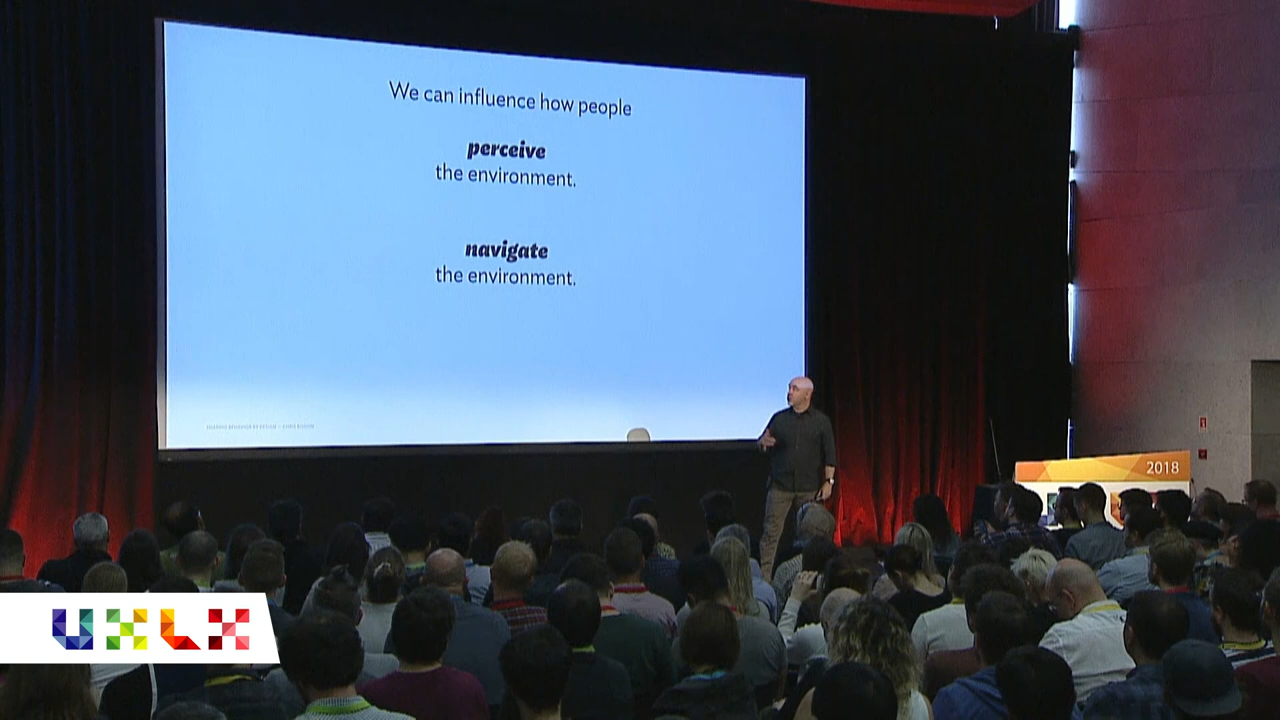 We can influence how people
perceive
the environment.
navigate
the environment.
2018
UXLX